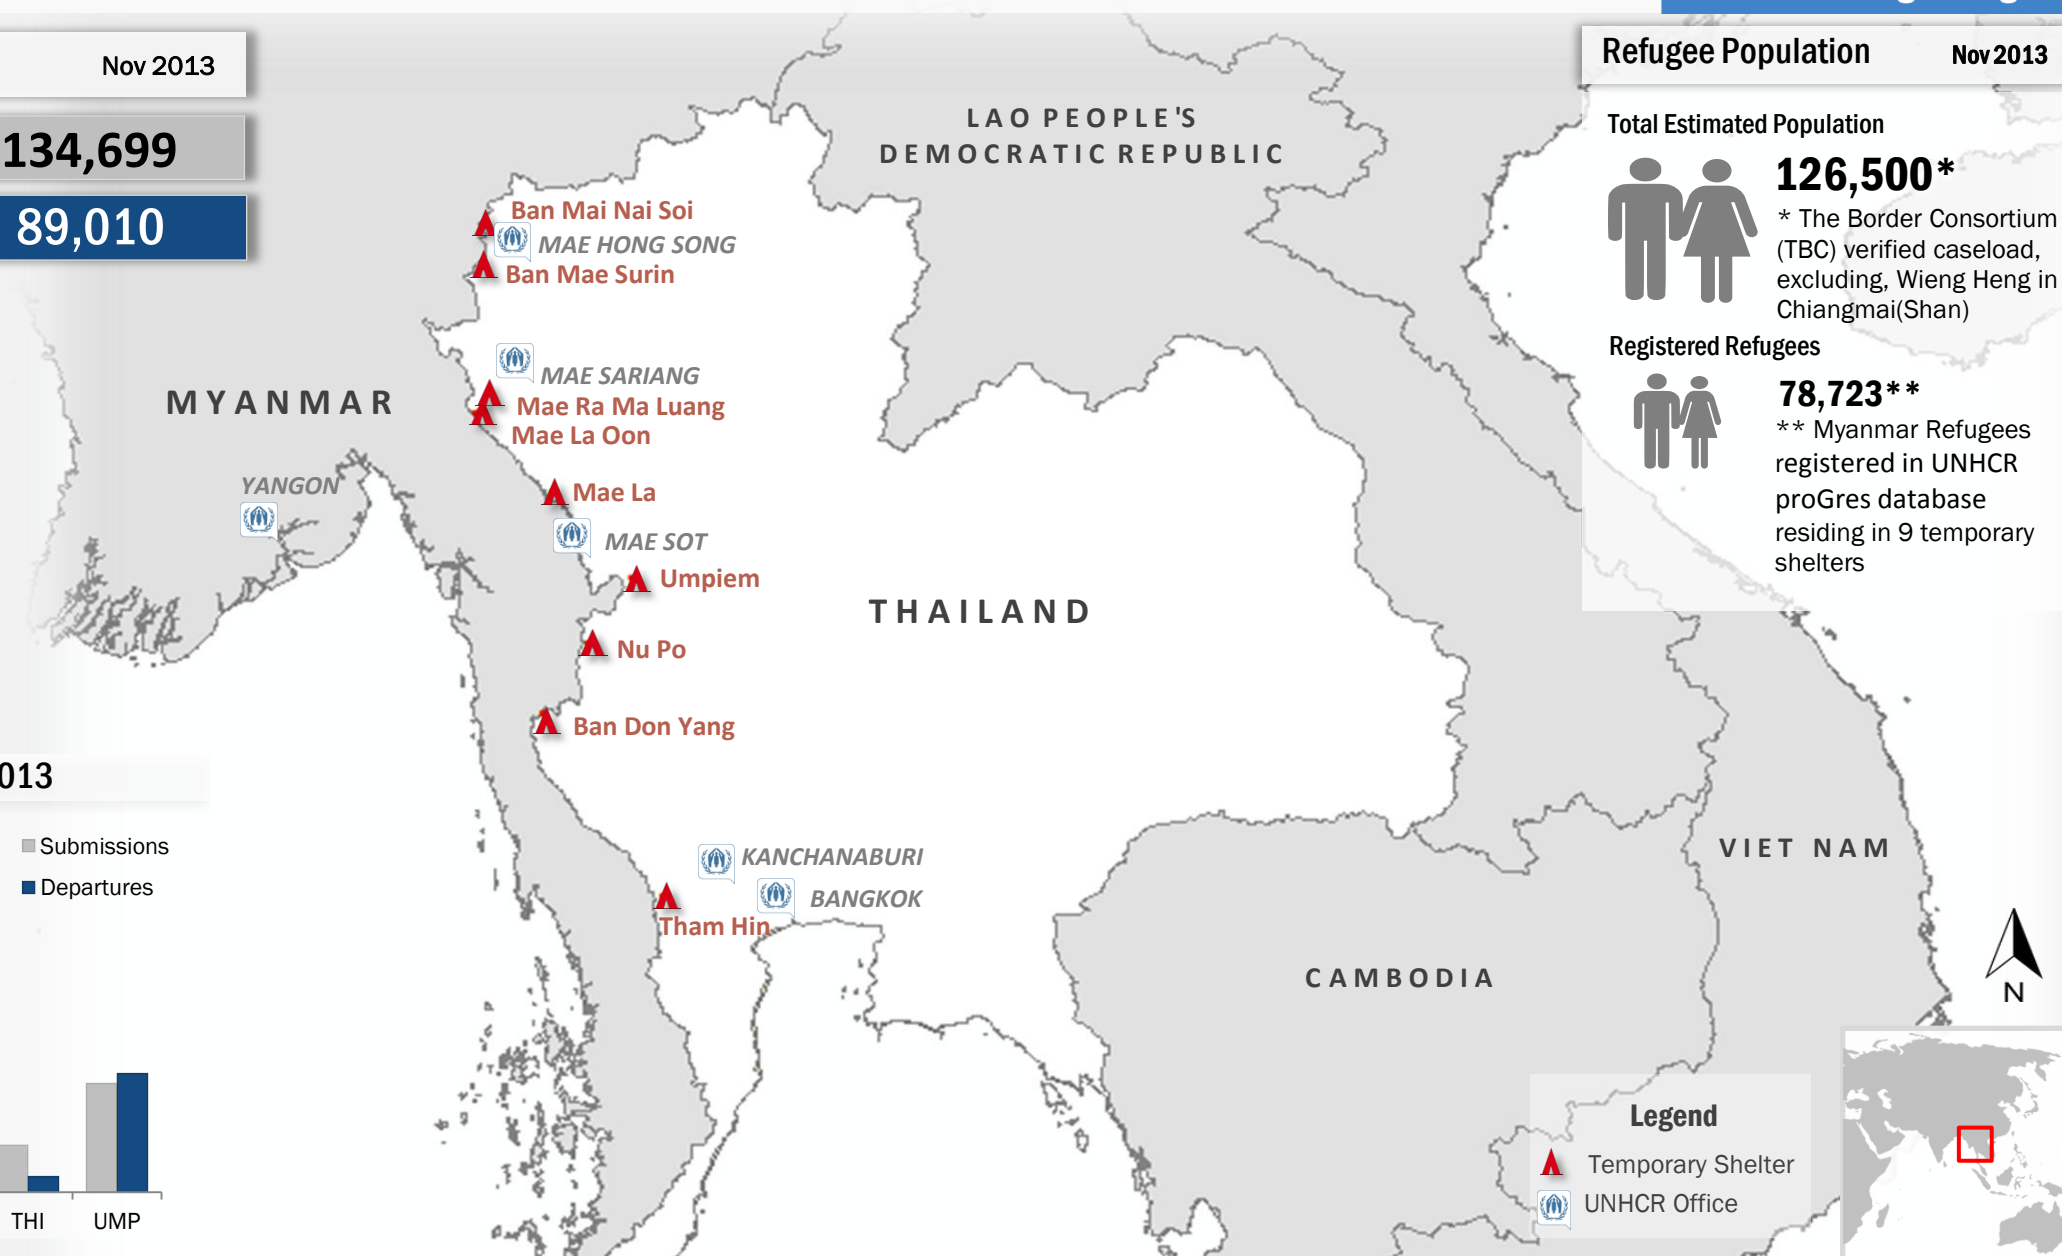 Nov 2013
134,699
89,010
Refugee Population Nov 2013
Total Estimated Population
126,500*
* The Border Consortium
(TBC) verified caseload,
excluding, Wieng Heng in
Chiangmai(Shan)
Registered Refugees
78,723**
** Myanmar Refugees
registered in UNHCR
proGres database
residing in 9 temporary
shelters
LAO PEOPLE'S
DEMOCRATIC REPUBLIC
Ban Mai Nai Soi
MAE HONG SONG
Ban Mae Surin
MAE SARIANG
Mae Ra Ma Luang
Mae La Oon
MYANMAR
YANGON
Mae La
MAE SOT
Umpiem
THAILAND
Nu Po
Ban Don Yang
013
Submissions
Departures
KANCHANABURI
BANGKOK
Tham Hin
VIET NAM
CAMBODIA
N
THI UMP
Legend
Temporary Shelter
UNHCR Office